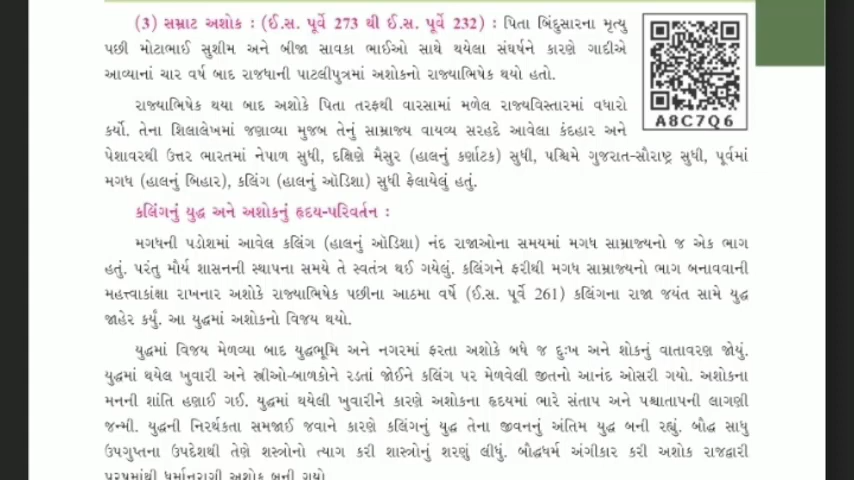 (3) સમ્રાટ અશોક : (ઈ.સ. પૂર્વે 273 થી ઈ.સ. પૂર્વે 232) : પિતા બિંદુસારના મૃત્યુ
પછી મોટાભાઈ સુશીમ અને બીજા સાવકા ભાઈઓ સાથે થયેલા સંઘર્ષને કારણે ગાદીએ
આવ્યાનાં ચાર વર્ષ બાદ રાજધાની પાટલીપુત્રમાં અશોકનો રાજ્યાભિષેક થયો હતો.
A8C7Q6
રાજ્યાભિષેક થયા બાદ અશોકે પિતા તરફથી વારસામાં મળેલ રાજ્યવિસ્તારમાં વધારો
કર્યો. તેના શિલાલેખમાં જણાવ્યા મુજબ તેનું સામ્રાજ્ય વાયવ્ય સરહદે આવેલા કંદહાર અને
પેશાવરથી ઉત્તર ભારતમાં નેપાળ સુધી, દક્ષિણે મૈસુર (હાલનું કર્ણાટક) સુધી, પશ્ચિમે ગુજરાત-સૌરાષ્ટ્ર સુધી, પૂર્વમાં
મગધ (હાલનું બિહાર), કલિંગ (હાલનું ઑડિશા) સુધી ફેલાયેલું હતું.
કલિંગનું યુદ્ધ અને અશોકનું હૃદય-પરિવર્તન :
મગધની પડોશમાં આવેલ કલિંગ (હાલનું ઑડિશા) નંદ રાજાઓના સમયમાં મગધ સામ્રાજ્યનો જ એક ભાગ
હતું. પરંતુ મૌર્ય શાસનની સ્થાપના સમયે તે સ્વતંત્ર થઈ ગયેલું. કલિંગને ફરીથી મગધ સામ્રાજ્યનો ભાગ બનાવવાની
મહત્ત્વાકાંક્ષા રાખનાર અશોકે રાજ્યાભિષેક પછીના આઠમા વર્ષે (ઈ.સ. પૂર્વે 261) કલિંગના રાજા જયંત સામે યુદ્ધ
જાહેર કર્યું. આ યુદ્ધમાં અશોકનો વિજય થયો.
યુદ્ધમાં વિજય મેળવ્યા બાદ યુદ્ધભૂમિ અને નગરમાં ફરતા અશોકે બધે જ દુઃખ અને શોકનું વાતાવરણ જોયું.
યુદ્ધમાં થયેલ ખુવારી અને સ્ત્રીઓ-બાળકોને રડતાં જોઈને કલિંગ પર મેળવેલી જીતનો આનંદ ઓસરી ગયો. અશોકના
મનની શાંતિ હણાઈ ગઈ. યુદ્ધમાં થયેલી ખુવારીને કારણે અશોકના હૃદયમાં ભારે સંતાપ અને પશ્ચાતાપની લાગણી
જન્મી. યુદ્ધની નિરર્થકતા સમજાઈ જવાને કારણે કલિંગનું યુદ્ધ તેના જીવનનું અંતિમ યુદ્ધ બની રહ્યું. બૌદ્ધ સાધુ
ઉપગુપ્તના ઉપદેશથી તેણે શસ્ત્રોનો ત્યાગ કરી શાસ્ત્રોનું શરણું લીધું. બૌદ્ધધર્મ અંગીકાર કરી અશોક રાજદ્વારી
પુરુષમાંથી ધર્માનુરાગી અશોક બની ગયો.